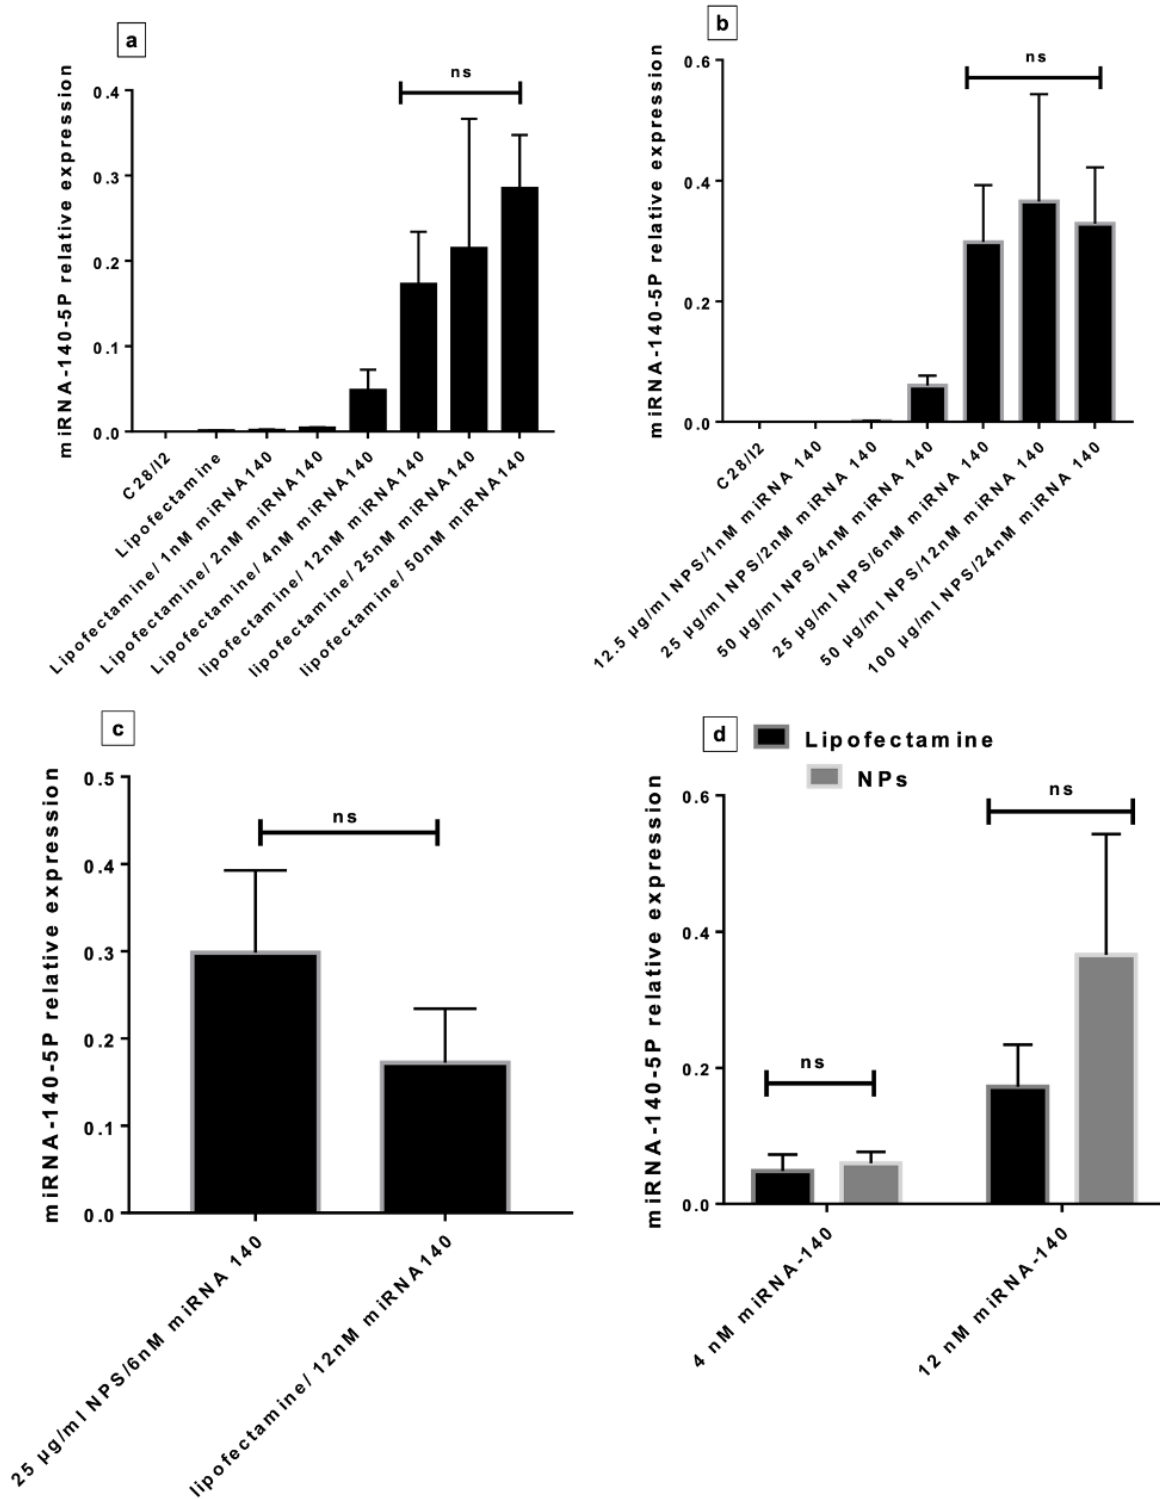 a
miRNA-140-5P relative expression
0.4
0.3
0.2
0.1
0.0
ns
C28/I2
Lipofectamine
Lipofectamine/ 1nM miRNA140
Lipofectamine/ 2nM miRNA140
Lipofectamine/ 4nM miRNA140
lipofectamine/ 12nM miRNA140
lipofectamine/ 25nM miRNA140
lipofectamine/ 50nM miRNA140
b
miRNA-140-5P relative expression
0.6
0.4
0.2
0.0
ns
C28/I2
12.5 µg/ml NPS/1nM miRNA 140
25 µg/ml NPS/2nM miRNA 140
50 µg/ml NPS/4nM miRNA 140
25 µg/ml NPS/6nM miRNA 140
50 µg/ml NPS/12nM miRNA 140
100 µg/ml NPS/24nM miRNA 140
c
miRNA-140-5P relative expression
0.5
0.4
0.3
0.2
0.1
0.0
ns
25 µg/ml NPS/6nM miRNA 140
lipofectamine/ 12nM miRNA140
d
Lipofectamine
NPs
miRNA-140-5P relative expression
0.6
0.4
0.2
0.0
ns
ns
4 nM miRNA-140
12 nM miRNA-140